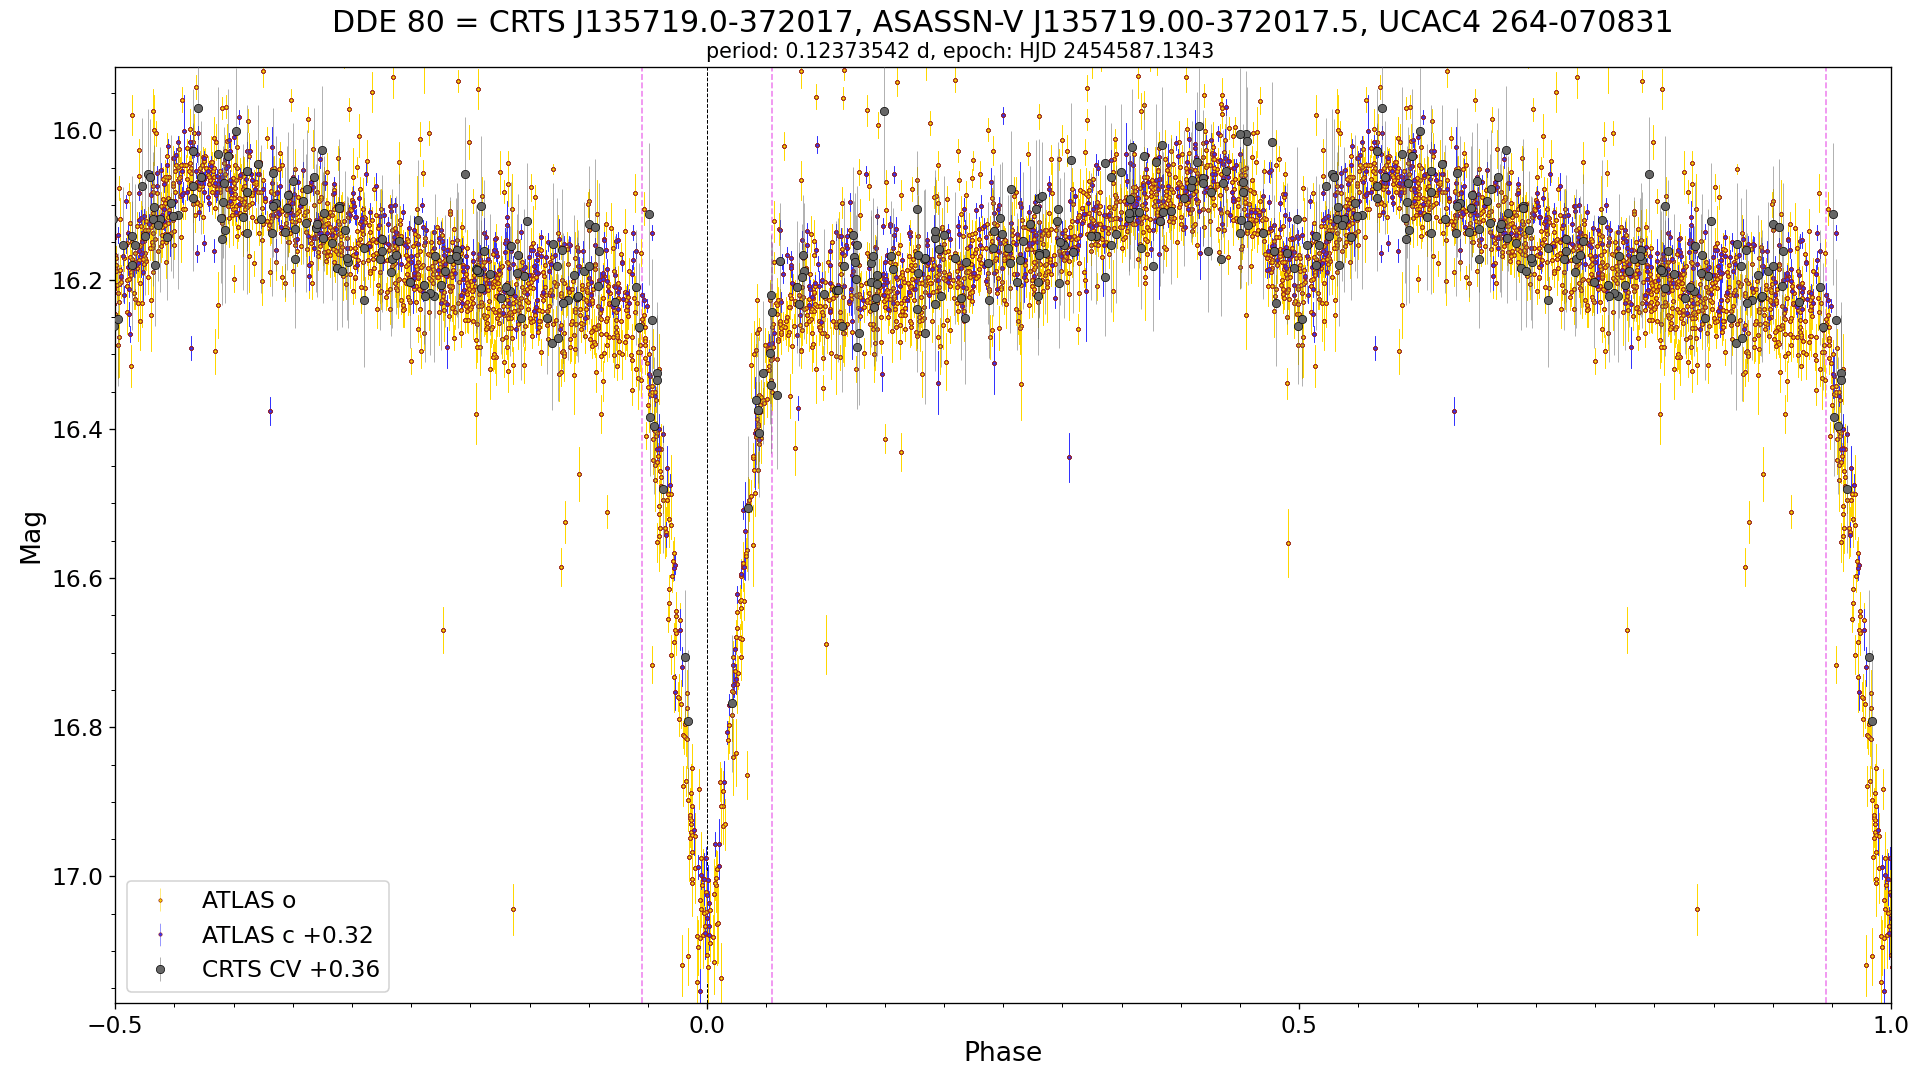 DDE 80 = CRTS J135719.0-372017, ASASSN-V J135719.00-372017.5, UCAC4 264-070831
period: 0.12373542 d, epoch: HJD 2454587.1343
16.0
16.2
16.4
16.6
16.8
17.0
Mag
ATLAS o
ATLAS c +0.32
CRTS CV +0.36
−0.5
0.0
0.5
1.0
Phase